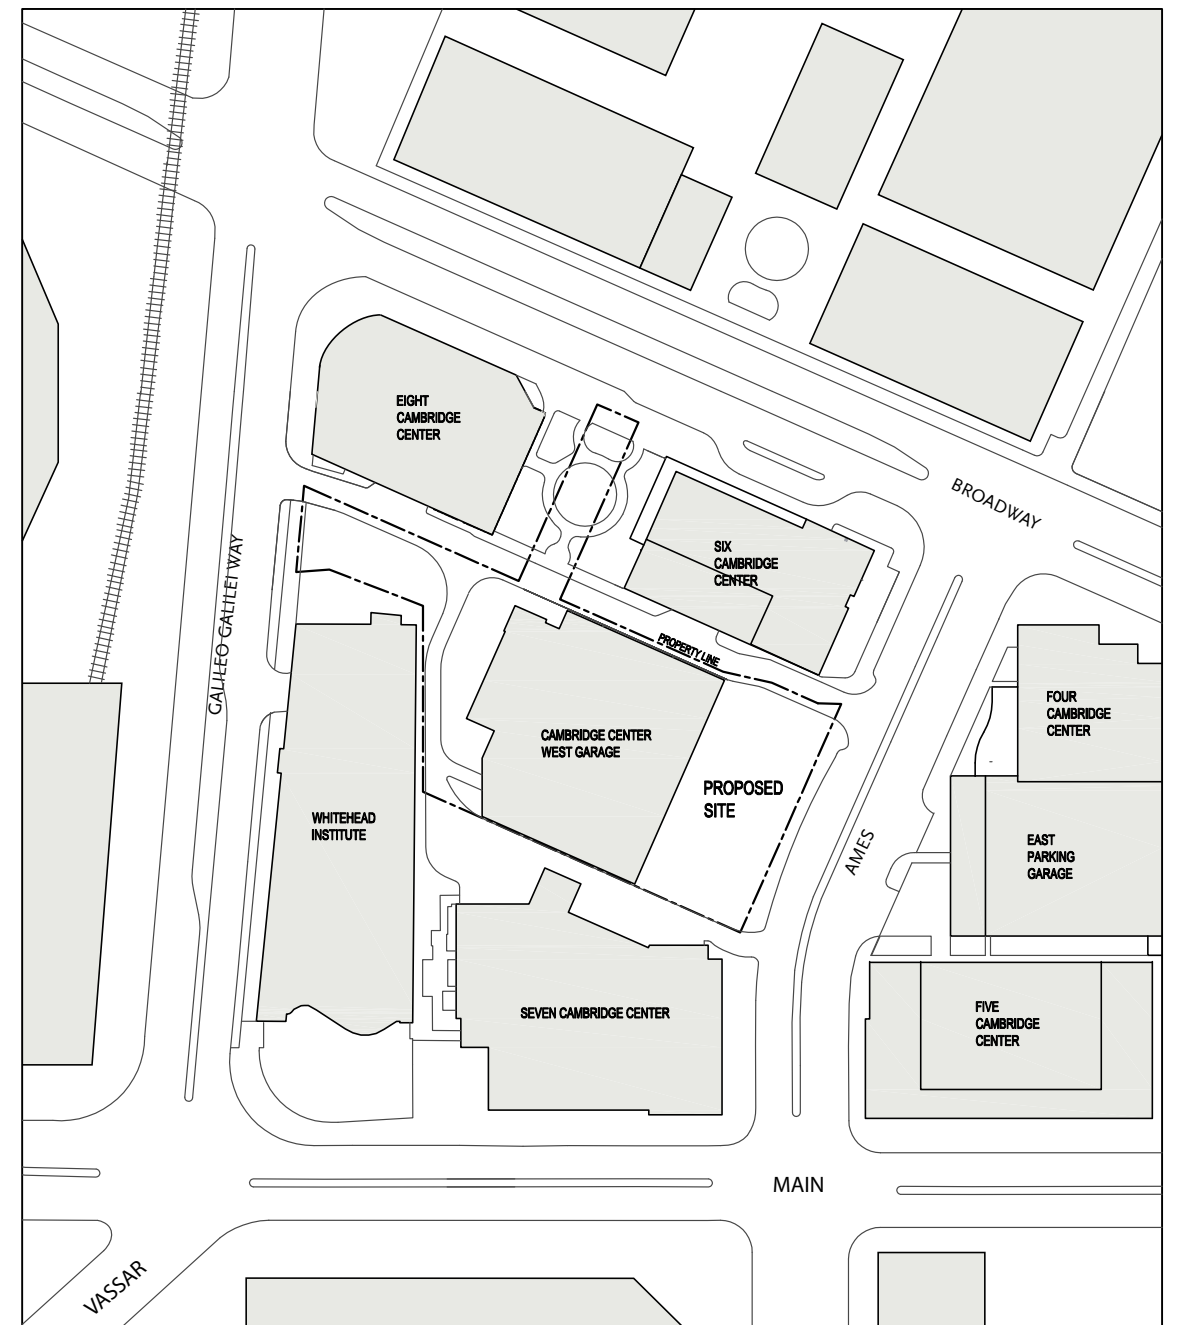 EIGHT
CAMBRIDGE
CENTER
BROADWAY
SIX
CAMBRIDGE
CENTER
GALILEO GALILEI WAY
PROPERTY LINE
FOUR
CAMBRIDGE
CENTER
CAMBRIDGE CENTER
WEST GARAGE
PROPOSED
SITE
WHITEHEAD
INSTITUTE
AMES
EAST
PARKING
GARAGE
SEVEN CAMBRIDGE CENTER
FIVE
CAMBRIDGE
CENTER
MAIN
VASSAR